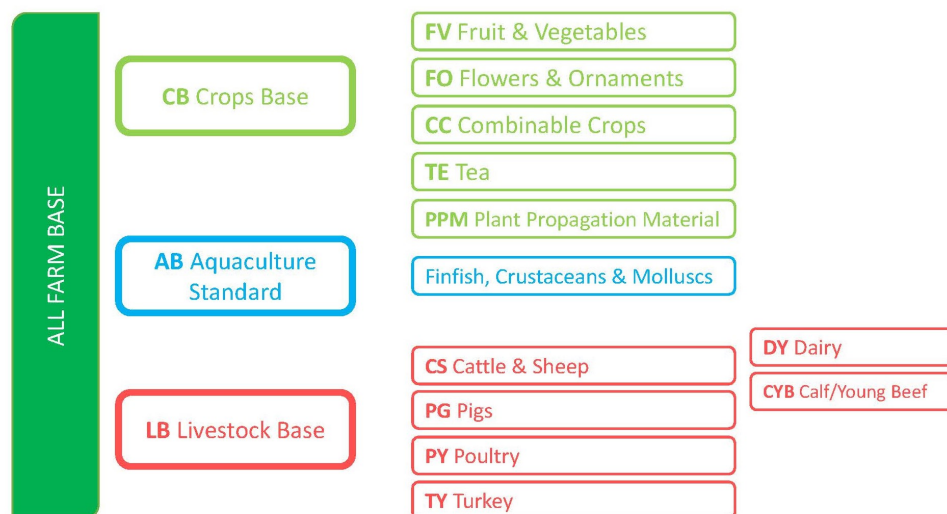 ALL FARM BASE
CB Crops Base
FV Fruit & Vegetables
FO Flowers & Ornaments
CC Combinable Crops
TE Tea
PPM Plant Propagation Material
AB Aquaculture
Standard
Finfish, Crustaceans & Molluscs
LB Livestock Base
CS Cattle & Sheep
DY Dairy
CYB Calf/Young Beef
PG Pigs
PY Poultry
TY Turkey